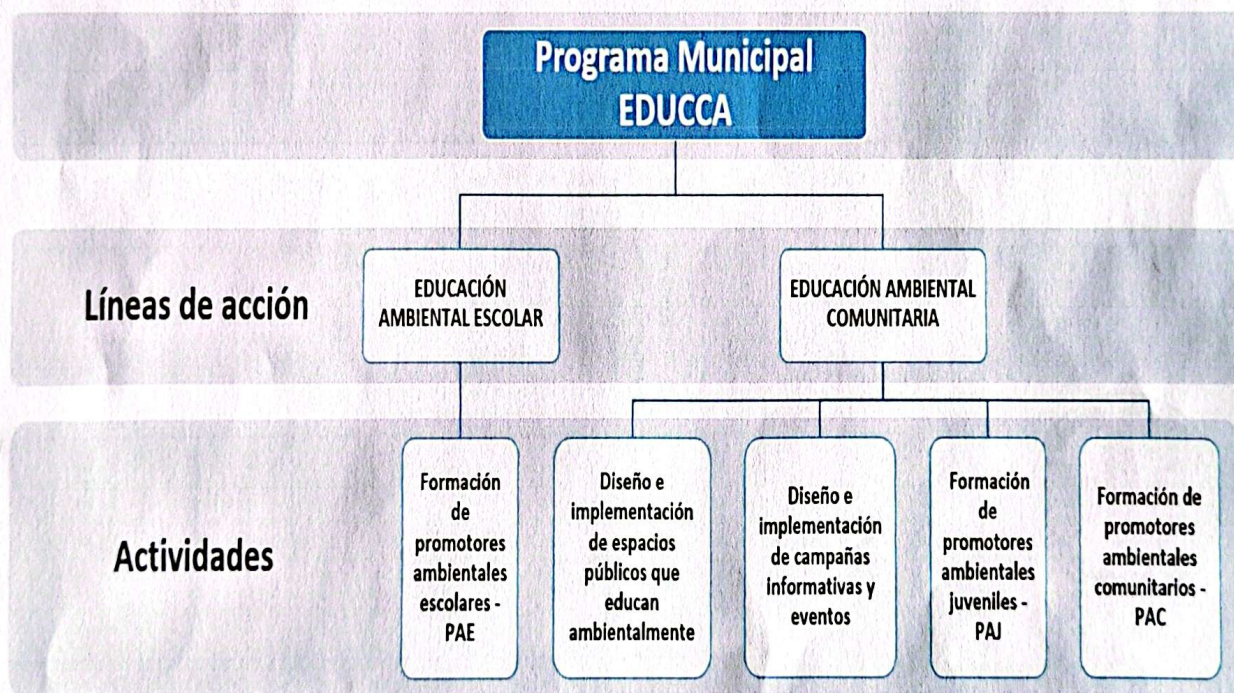 Programa Municipal
EDUCCA
Líneas de acción
EDUCACIÓN
AMBIENTAL ESCOLAR
EDUCACIÓN AMBIENTAL
COMUNITARIA
Actividades
Formación
de
promotores
ambientales
escolares -
PAE
Diseño e
implementación
de espacios
públicos que
educan
ambientalmente
Diseño e
implementación
de campañas
informativas y
eventos
Formación
de
promotores
ambientales
juveniles -
PAJ
Formación de
promotores
ambientales
comunitarios -
PAC